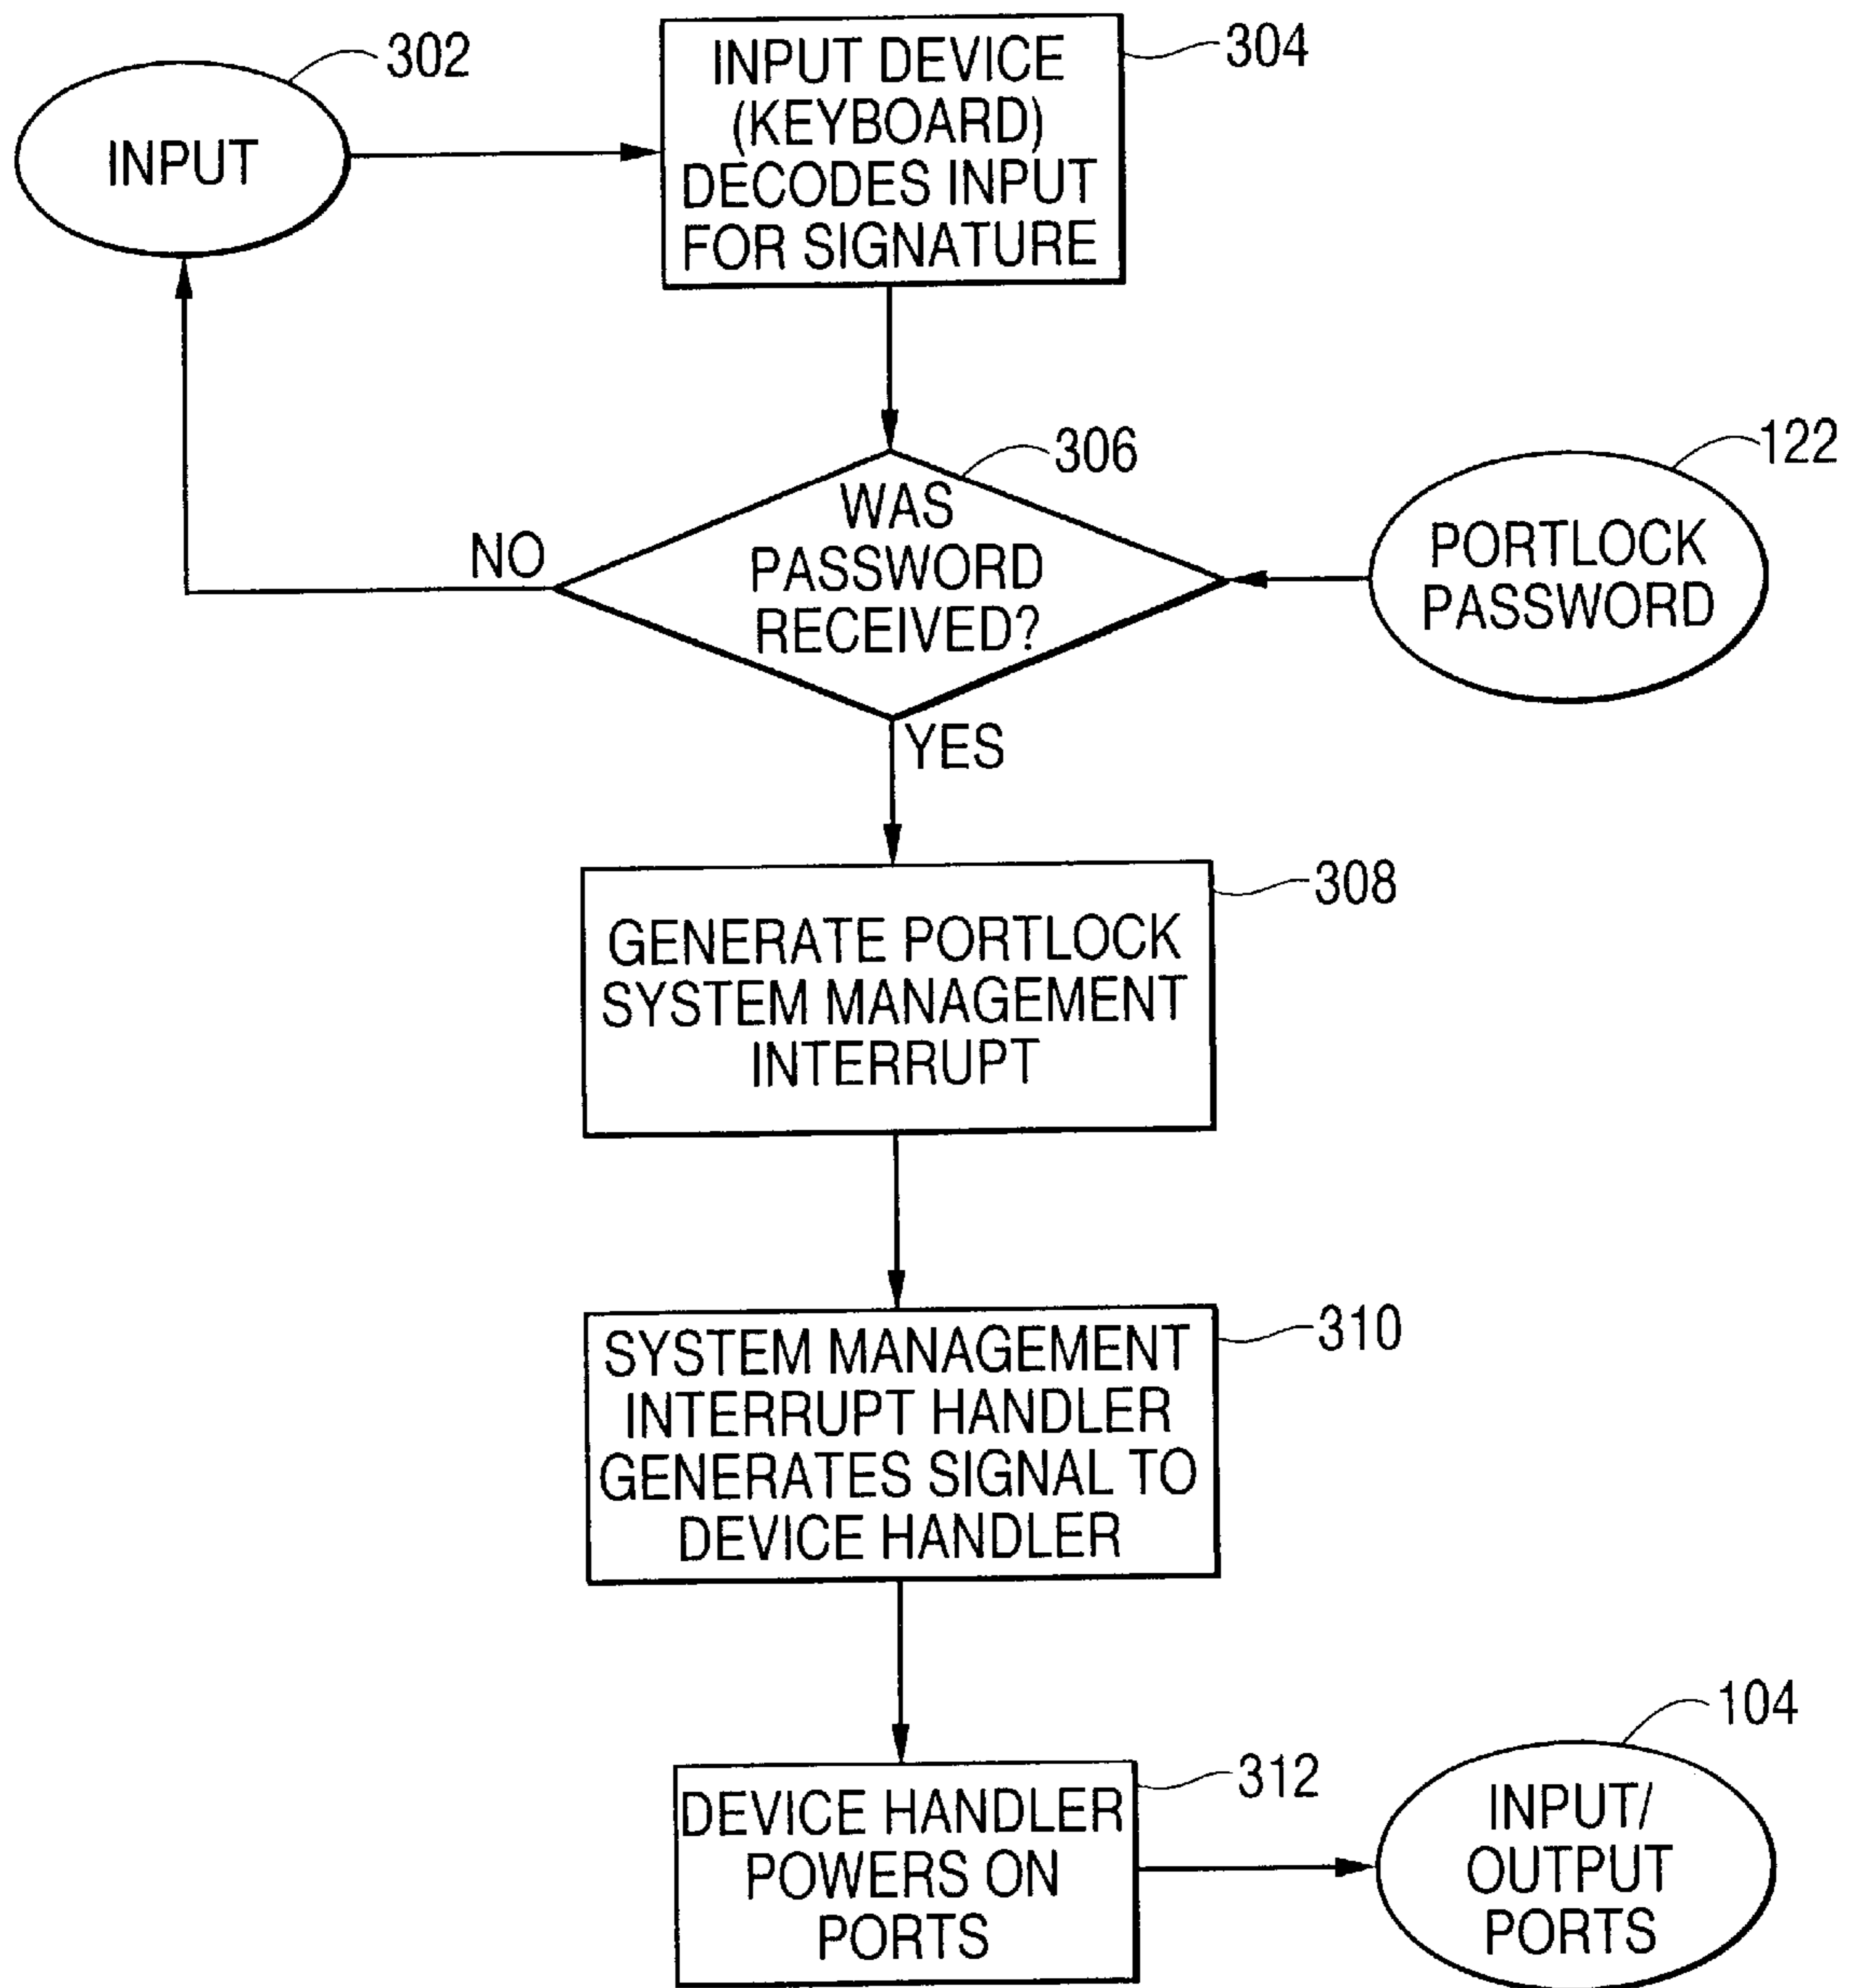 302
INPUT
304
INPUT DEVICE
(KEYBOARD)
DECODES INPUT
FOR SIGNATURE
306
WAS
PASSWORD
RECEIVED?
NO
122
PORTLOCK
PASSWORD
YES
308
GENERATE PORTLOCK
SYSTEM MANAGEMENT
INTERRUPT
310
SYSTEM MANAGEMENT
INTERRUPT HANDLER
GENERATES SIGNAL TO
DEVICE HANDLER
312
DEVICE HANDLER
POWERS ON
PORTS
104
INPUT/
OUTPUT
PORTS